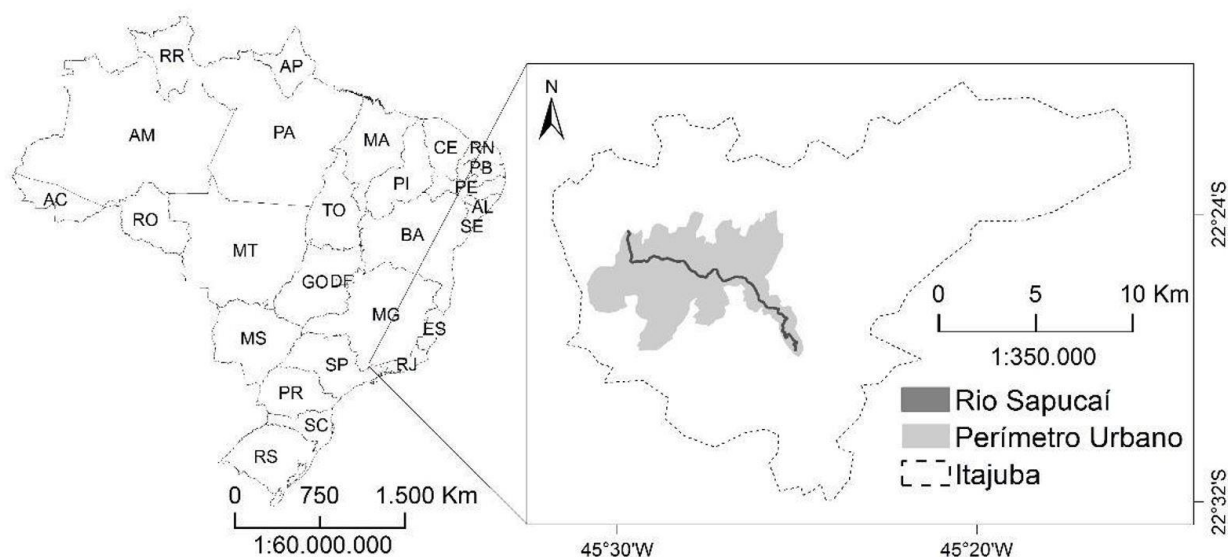 RR
AP
AM
PA
MA
CE
RN
PB
PI
PE
AC
AL
TO
SE
RO
BA
MT
GO
DF
MG
ES
MS
SP
RJ
PR
SC
RS
0 750 1.500 Km
1:60.000.000
N
22°24'S
0 5 10 Km
1:350.000
Rio Sapucaí
Perímetro Urbano
Itajuba
22°32'S
45°30'W 45°20'W